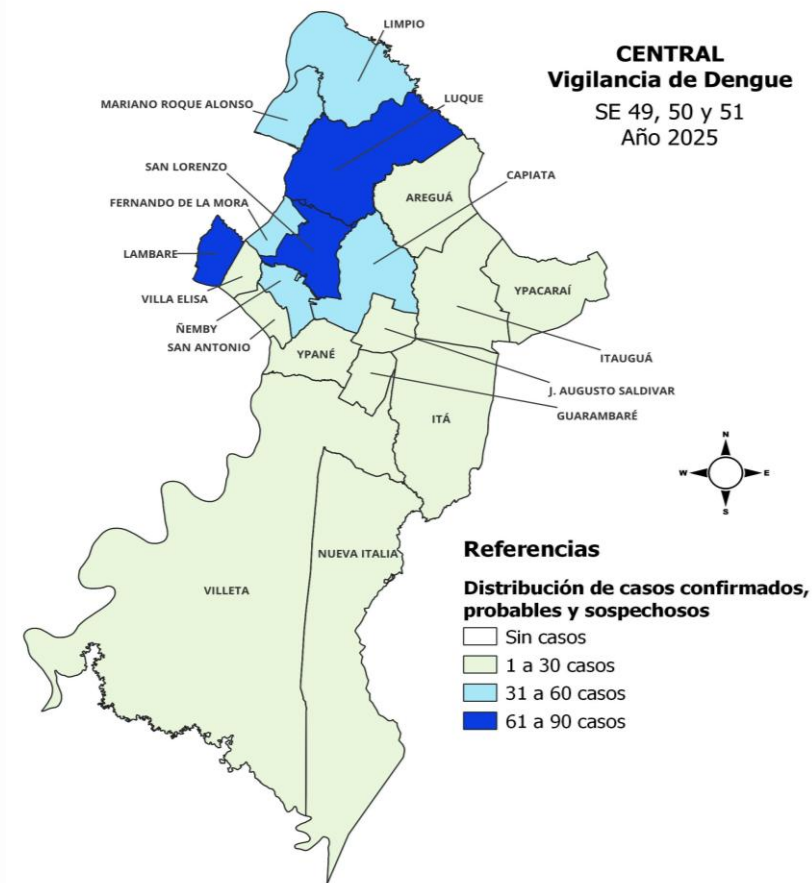 LIMPIO
CENTRAL
Vigilancia de Dengue
SE 49, 50 y 51
Año 2025
MARIANO ROQUE ALONSO
LUQUE
SAN LORENZO
CAPIATA
FERNANDO DE LA MORA
AREGUÁ
LAMBARE
VILLA ELISA
YPACARAÍ
ÑEMBY
SAN ANTONIO
YPANÉ
ITAUGUÁ
J. AUGUSTO SALDIVAR
GUARAMBARÉ
ITÁ
N
W
E
S
NUEVA ITALIA
VILLETA
Referencias
Distribución de casos confirmados,
probables y sospechosos
Sin casos
1 a 30 casos
31 a 60 casos
61 a 90 casos